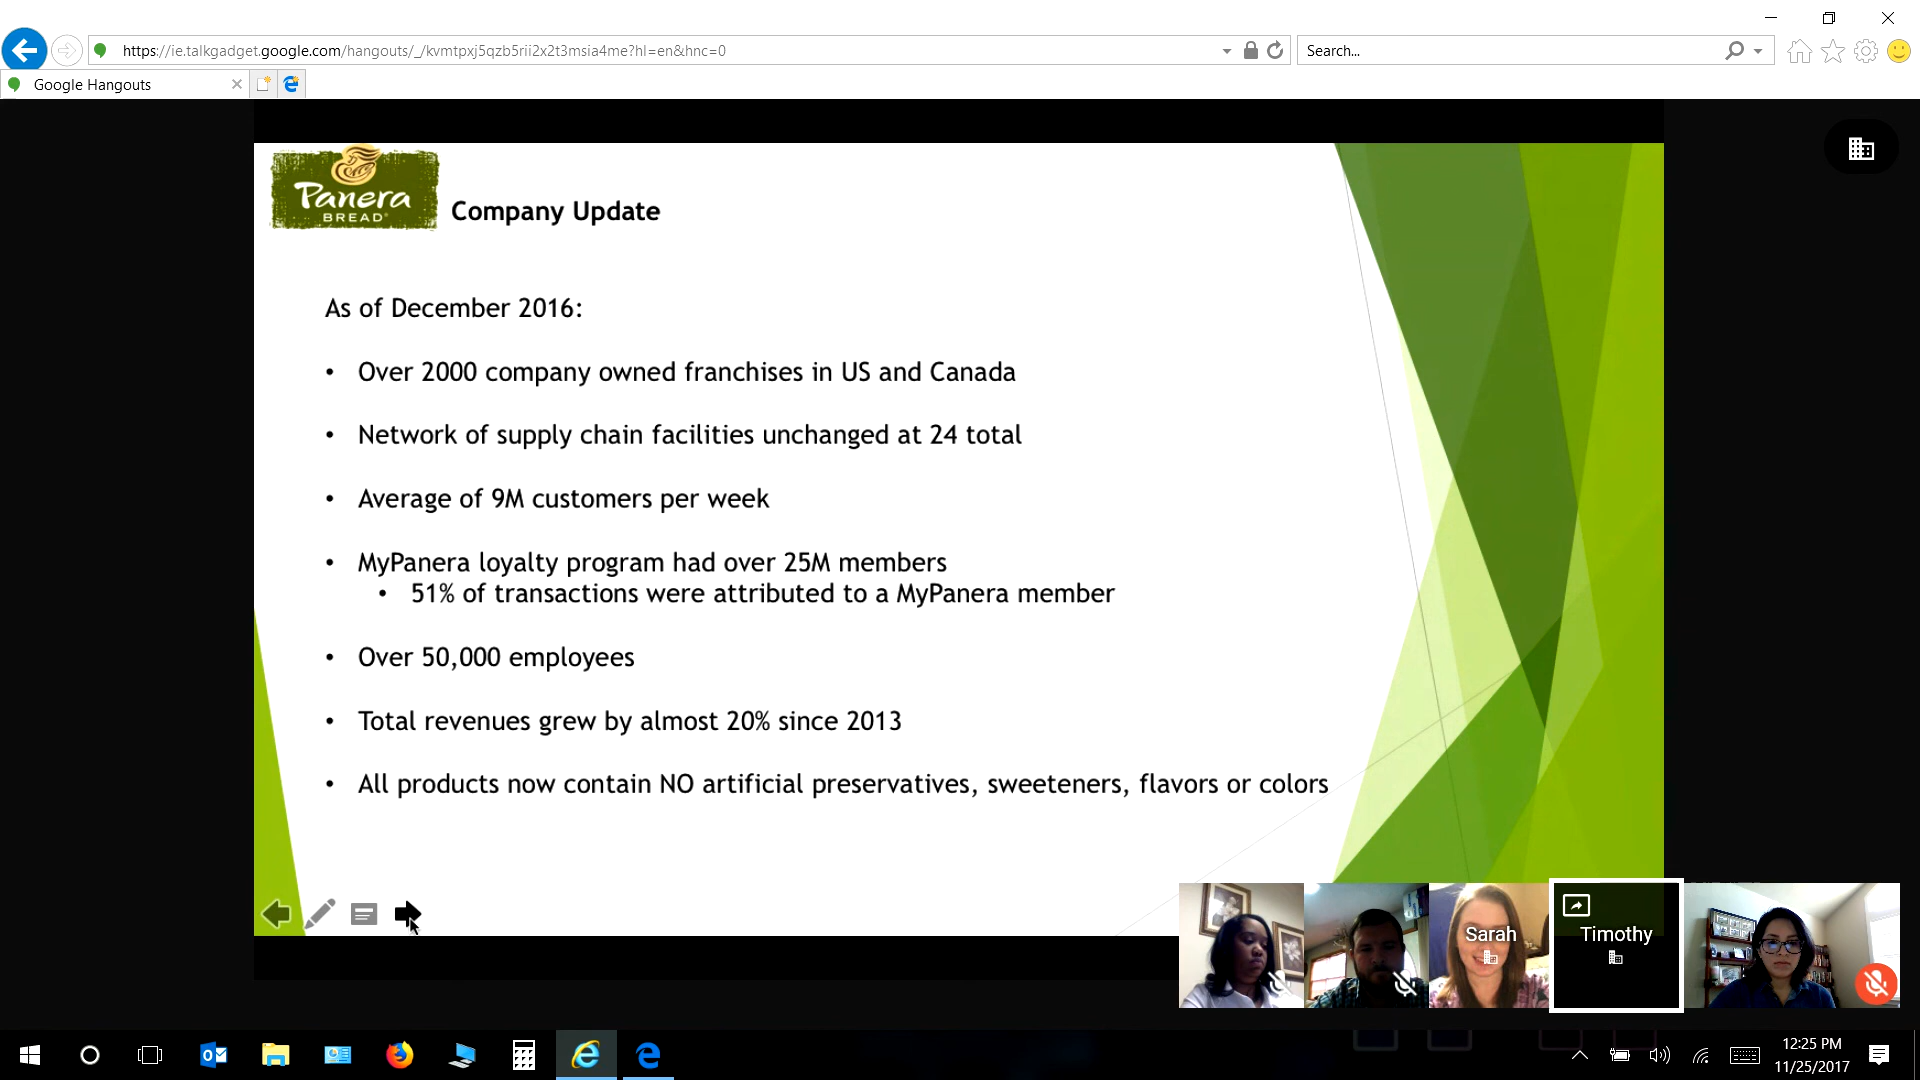 https://ie.talkgadget.google.com/hangouts/_/kvmtpxj5qzb5rii2x2t3msia4me?hl=en&hnc=0
Search...
Google Hangouts
Panera
BREAD®
Company Update
As of December 2016:
• Over 2000 company owned franchises in US and Canada
• Network of supply chain facilities unchanged at 24 total
• Average of 9M customers per week
• MyPanera loyalty program had over 25M members
• 51% of transactions were attributed to a MyPanera member
• Over 50,000 employees
• Total revenues grew by almost 20% since 2013
• All products now contain NO artificial preservatives, sweeteners, flavors or colors
Sarah
Timothy
12:25 PM
11/25/2017